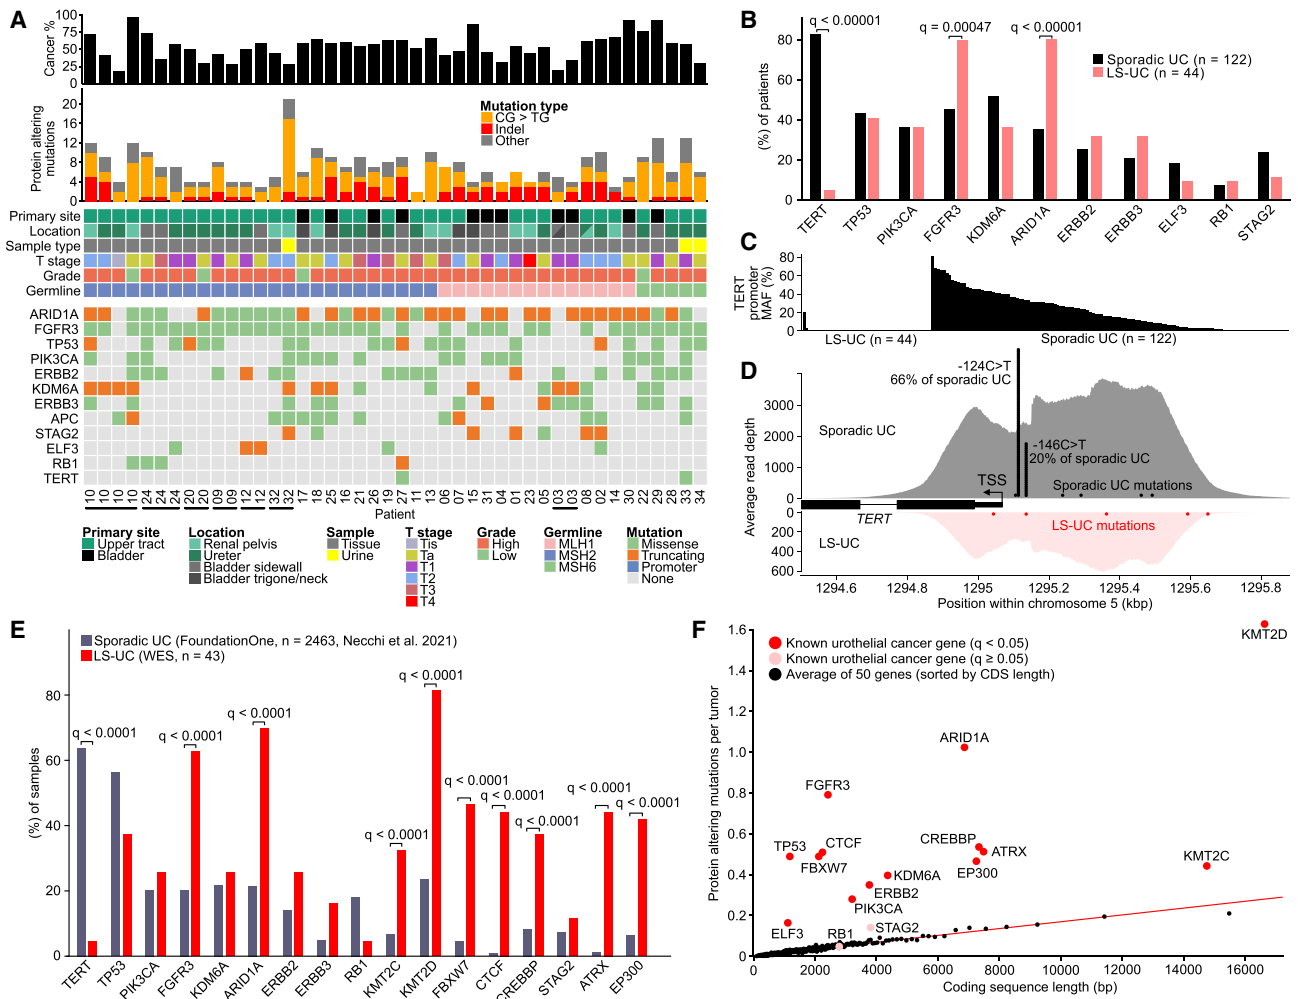 A
Cancer %
100
75
50
25
0
Protein altering
mutations
20
16
12
8
4
0
Mutation type
CG > TG
Indel
Other
Primary site
Location
Sample type
T stage
Grade
Germline
ARID1A
FGFR3
TP53
PIK3CA
ERBB2
KDM6A
ERBB3
APC
STAG2
ELF3
RB1
TERT
10 10 10 10 24 24 24 20 20 09 09 12 12 32 32 17 18 25 16 21 26 19 27 11 13 06 07 15 31 04 01 23 05 03 03 08 02 14 30 22 29 28 33 34
Patient
Primary site
Upper tract
Bladder
Location
Renal pelvis
Ureter
Bladder sidewall
Bladder trigone/neck
Sample
Tissue
Urine
T stage
Tis
Ta
T1
T2
T3
T4
Grade
High
Low
Germline
MLH1
MSH2
MSH6
Mutation
Missense
Truncating
Promoter
None
B
(%) of patients
80
60
40
20
0
q < 0.00001
q = 0.00047
q < 0.00001
Sporadic UC (n = 122)
LS-UC (n = 44)
TERT
TP53
PIK3CA
FGFR3
KDM6A
ARID1A
ERBB2
ERBB3
ELF3
RB1
STAG2
C
TERT
promoter
MAF (%)
80
60
40
20
0
LS-UC (n = 44)
Sporadic UC (n = 122)
D
Average read depth
3000
2000
1000
0
0
200
400
600
-124C>T
66% of sporadic UC
Sporadic UC
-146C>T
20% of sporadic UC
TSS
Sporadic UC mutations
TERT
LS-UC mutations
LS-UC
1294.6
1294.8
1295
1295.2
1295.4
1295.6
1295.8
Position within chromosome 5 (kbp)
E
Sporadic UC (FoundationOne, n = 2463, Necchi et al. 2021)
LS-UC (WES, n = 43)
(%) of samples
80
60
40
20
0
q < 0.0001
q < 0.0001
q < 0.0001
q < 0.0001
q < 0.0001
q < 0.0001
q < 0.0001
q < 0.0001
q < 0.0001
q < 0.0001
TERT
TP53
PIK3CA
FGFR3
KDM6A
ARID1A
ERBB2
ERBB3
RB1
KMT2C
KMT2D
FBXW7
CTCF
CREBBP
STAG2
ATRX
EP300
F
Protein altering mutations per tumor
1.6
1.4
1.2
1.0
0.8
0.6
0.4
0.2
0
Known urothelial cancer gene (q < 0.05)
Known urothelial cancer gene (q ≥ 0.05)
Average of 50 genes (sorted by CDS length)
KMT2D
ARID1A
FGFR3
TP53
CTCF
FBXW7
CREBBP
ATRX
EP300
KMT2C
KDM6A
ERBB2
PIK3CA
ELF3
RB1
STAG2
0
2000
4000
6000
8000
10000
12000
14000
16000
Coding sequence length (bp)